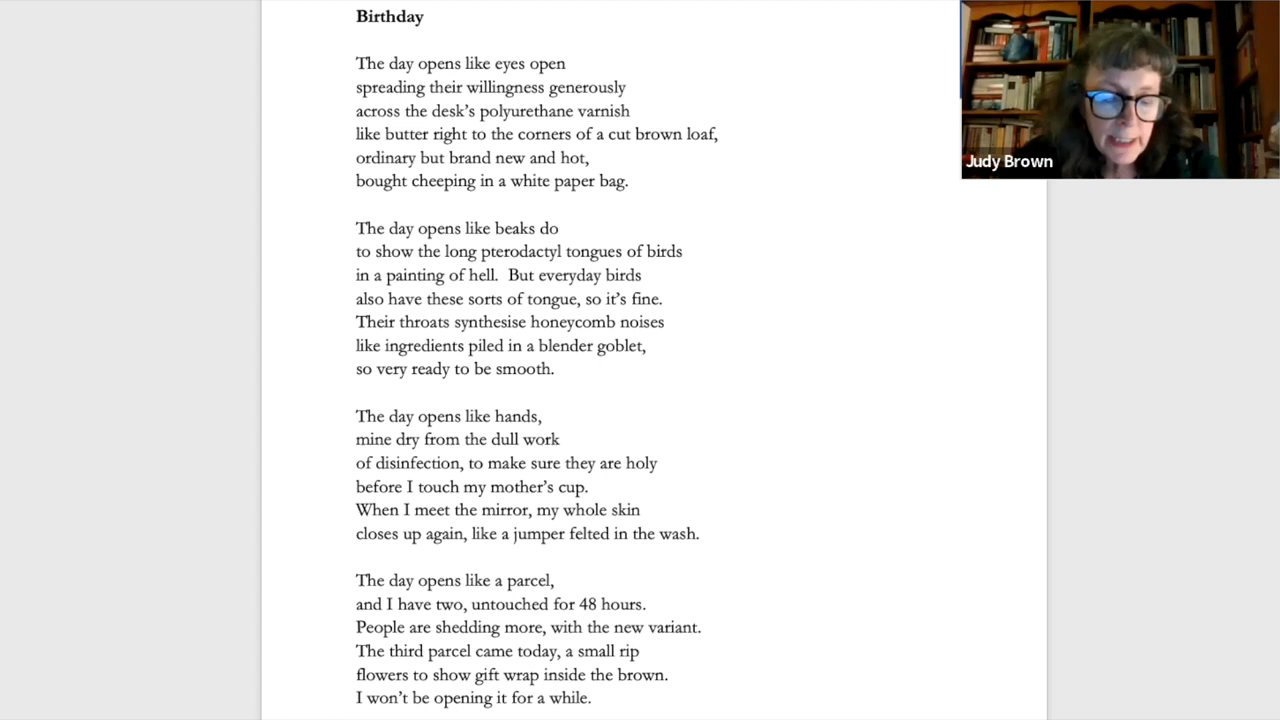 Birthday
The day opens like eyes open
spreading their willingness generously
across the desk’s polyurethane varnish
like butter right to the corners of a cut brown loaf,
ordinary but brand new and hot,
bought cheeping in a white paper bag.
The day opens like beaks do
to show the long pterodactyl tongues of birds
in a painting of hell.  But everyday birds
also have these sorts of tongue, so it’s fine.
Their throats synthesise honeycomb noises
like ingredients piled in a blender goblet,
so very ready to be smooth.
The day opens like hands,
mine dry from the dull work
of disinfection, to make sure they are holy
before I touch my mother’s cup.
When I meet the mirror, my whole skin
closes up again, like a jumper felted in the wash.
The day opens like a parcel,
and I have two, untouched for 48 hours.
People are shedding more, with the new variant.
The third parcel came today, a small rip
flowers to show gift wrap inside the brown.
I won’t be opening it for a while.
Judy Brown